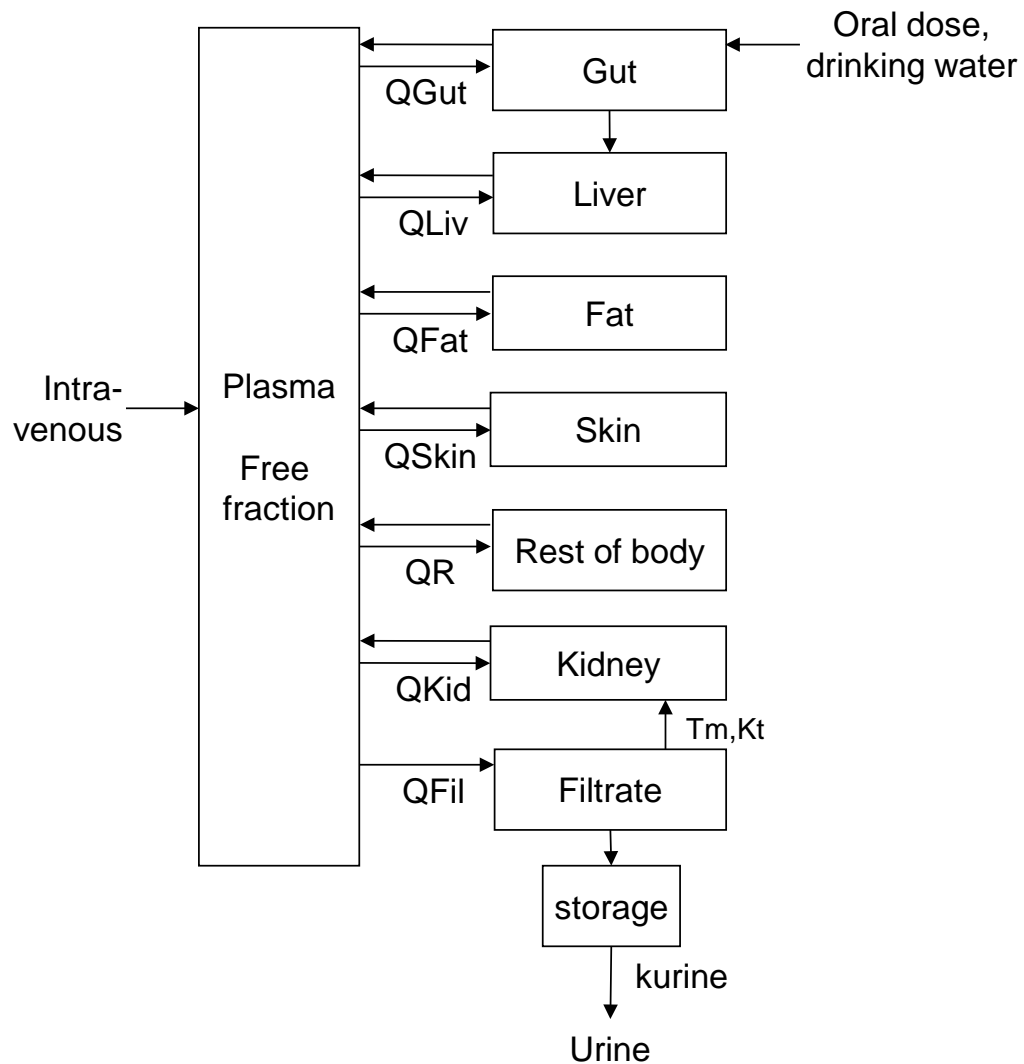 Oral dose,
drinking water
Gut
QGut
Liver
QLiv
Fat
QFat
Intra-
venous
Plasma
Free
fraction
Skin
QSkin
Rest of body
QR
Kidney
QKid
Tm,Kt
Filtrate
QFil
storage
kurine
Urine